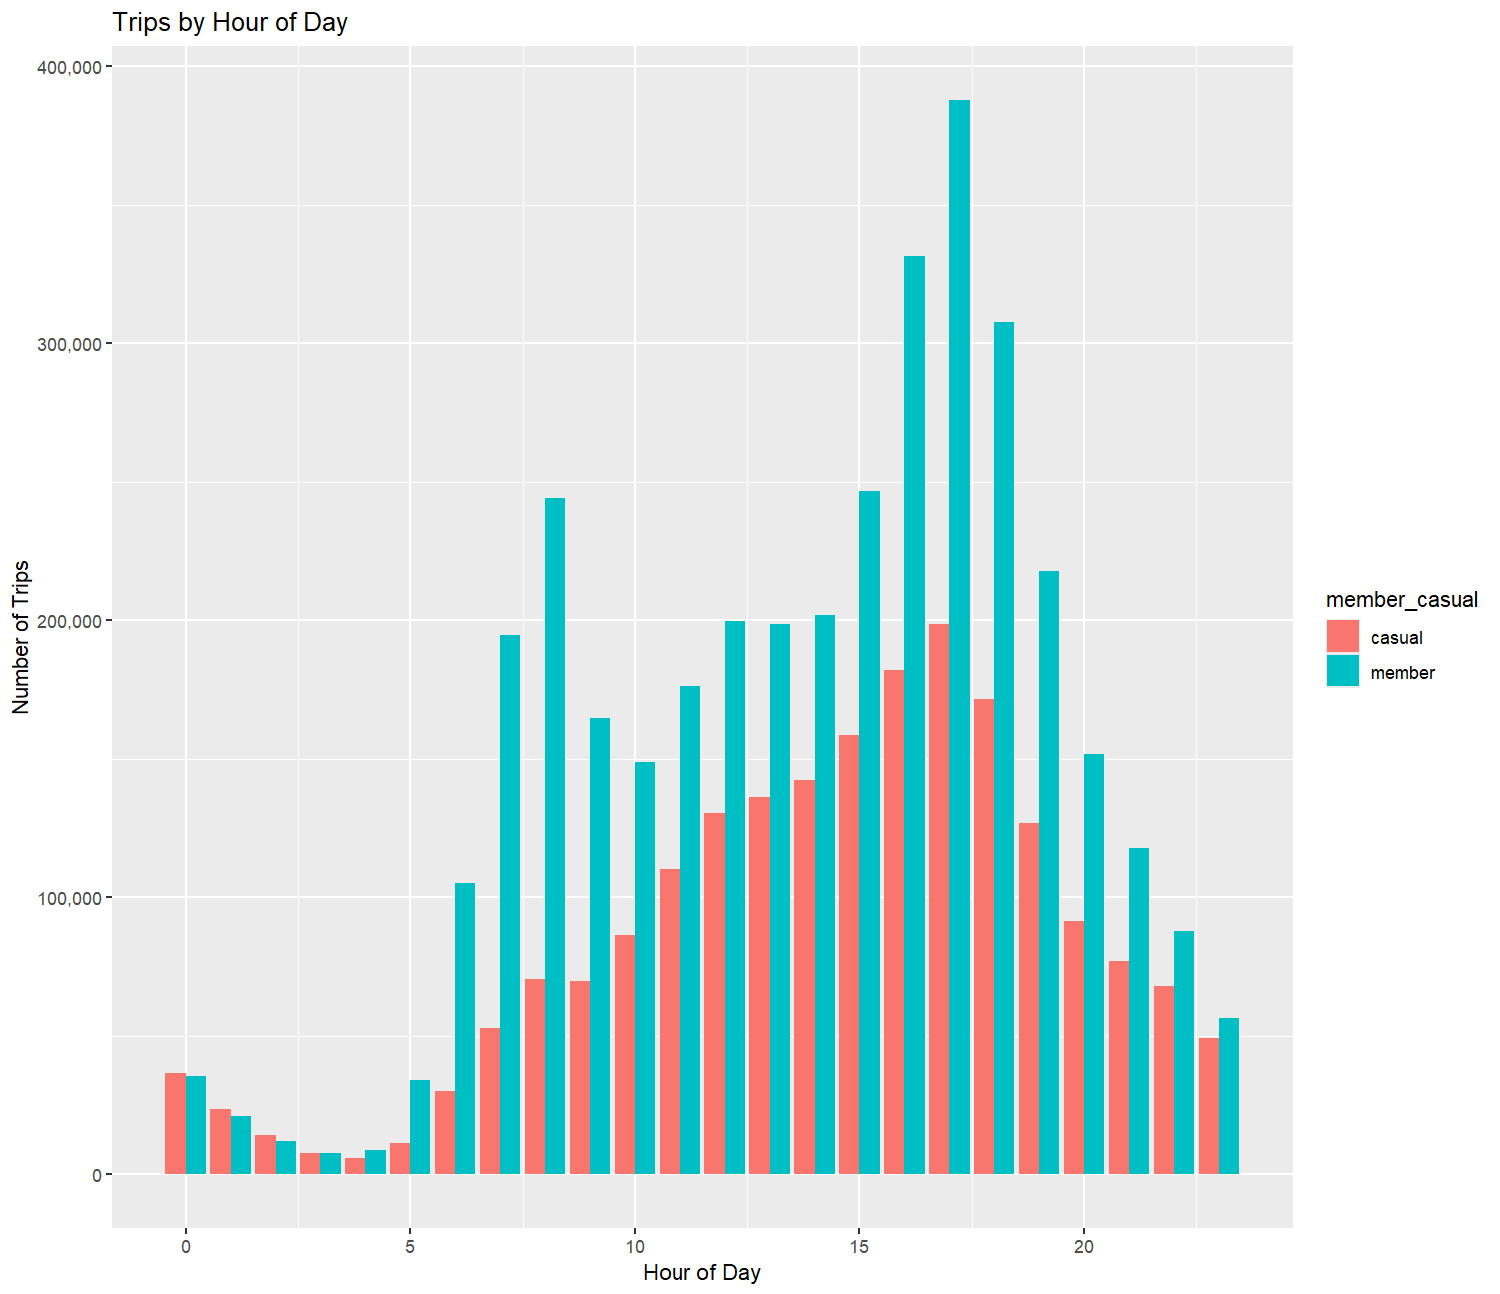 Trips by Hour of Day
400,000
300,000
200,000
100,000
0
Number of Trips
0 5 10 15 20
Hour of Day
member_casual
casual
member